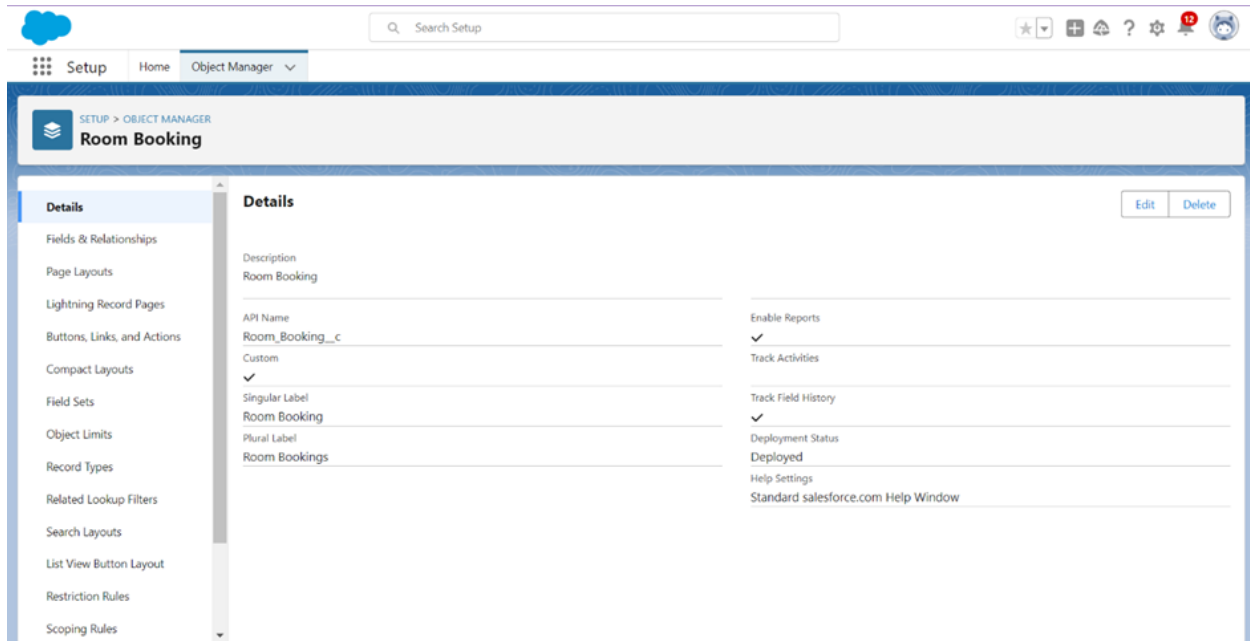 Search Setup
12
Setup
Home
Object Manager
SETUP > OBJECT MANAGER
Room Booking
Details
Fields & Relationships
Page Layouts
Lightning Record Pages
Buttons, Links, and Actions
Compact Layouts
Field Sets
Object Limits
Record Types
Related Lookup Filters
Search Layouts
List View Button Layout
Restriction Rules
Scoping Rules
Details
Edit
Delete
Description
Room Booking
API Name
Room_Booking__c
Custom
Singular Label
Room Booking
Plural Label
Room Bookings
Enable Reports
Track Activities
Track Field History
Deployment Status
Deployed
Help Settings
Standard salesforce.com Help Window